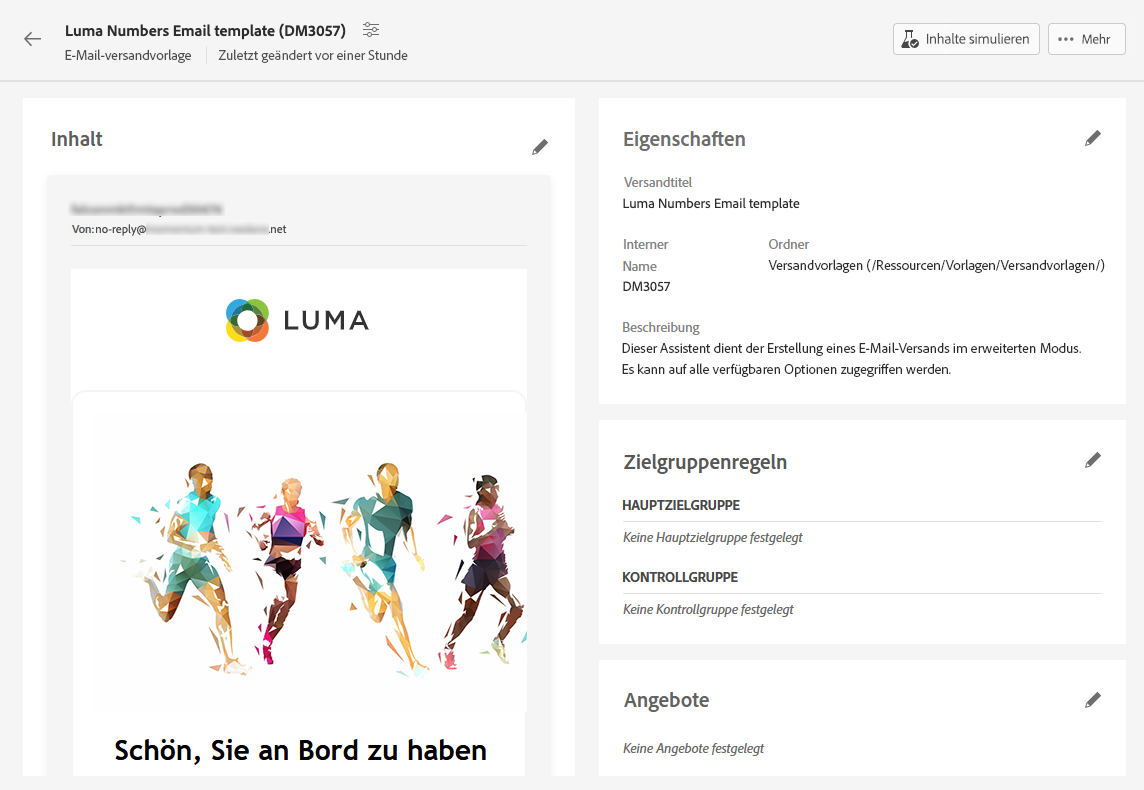 Luma Numbers Email template (DM3057)
E-Mail-versandvorlage
Zuletzt geändert vor einer Stunde
Inhalte simulieren
Mehr
Inhalt
Von: no-reply@ .net
LUMA
Schön, Sie an Bord zu haben
Eigenschaften
Versandtitel
Luma Numbers Email template
Interner
Name
DM3057
Ordner
Versandvorlagen (/Ressourcen/Vorlagen/Versandvorlagen/)
Beschreibung
Dieser Assistent dient der Erstellung eines E-Mail-Versands im erweiterten Modus.
Es kann auf alle verfügbaren Optionen zugegriffen werden.
Zielgruppenregeln
HAUPTZIELGRUPPE
Keine Hauptzielgruppe festgelegt
KONTROLLGRUPPE
Keine Kontrollgruppe festgelegt
Angebote
Keine Angebote festgelegt